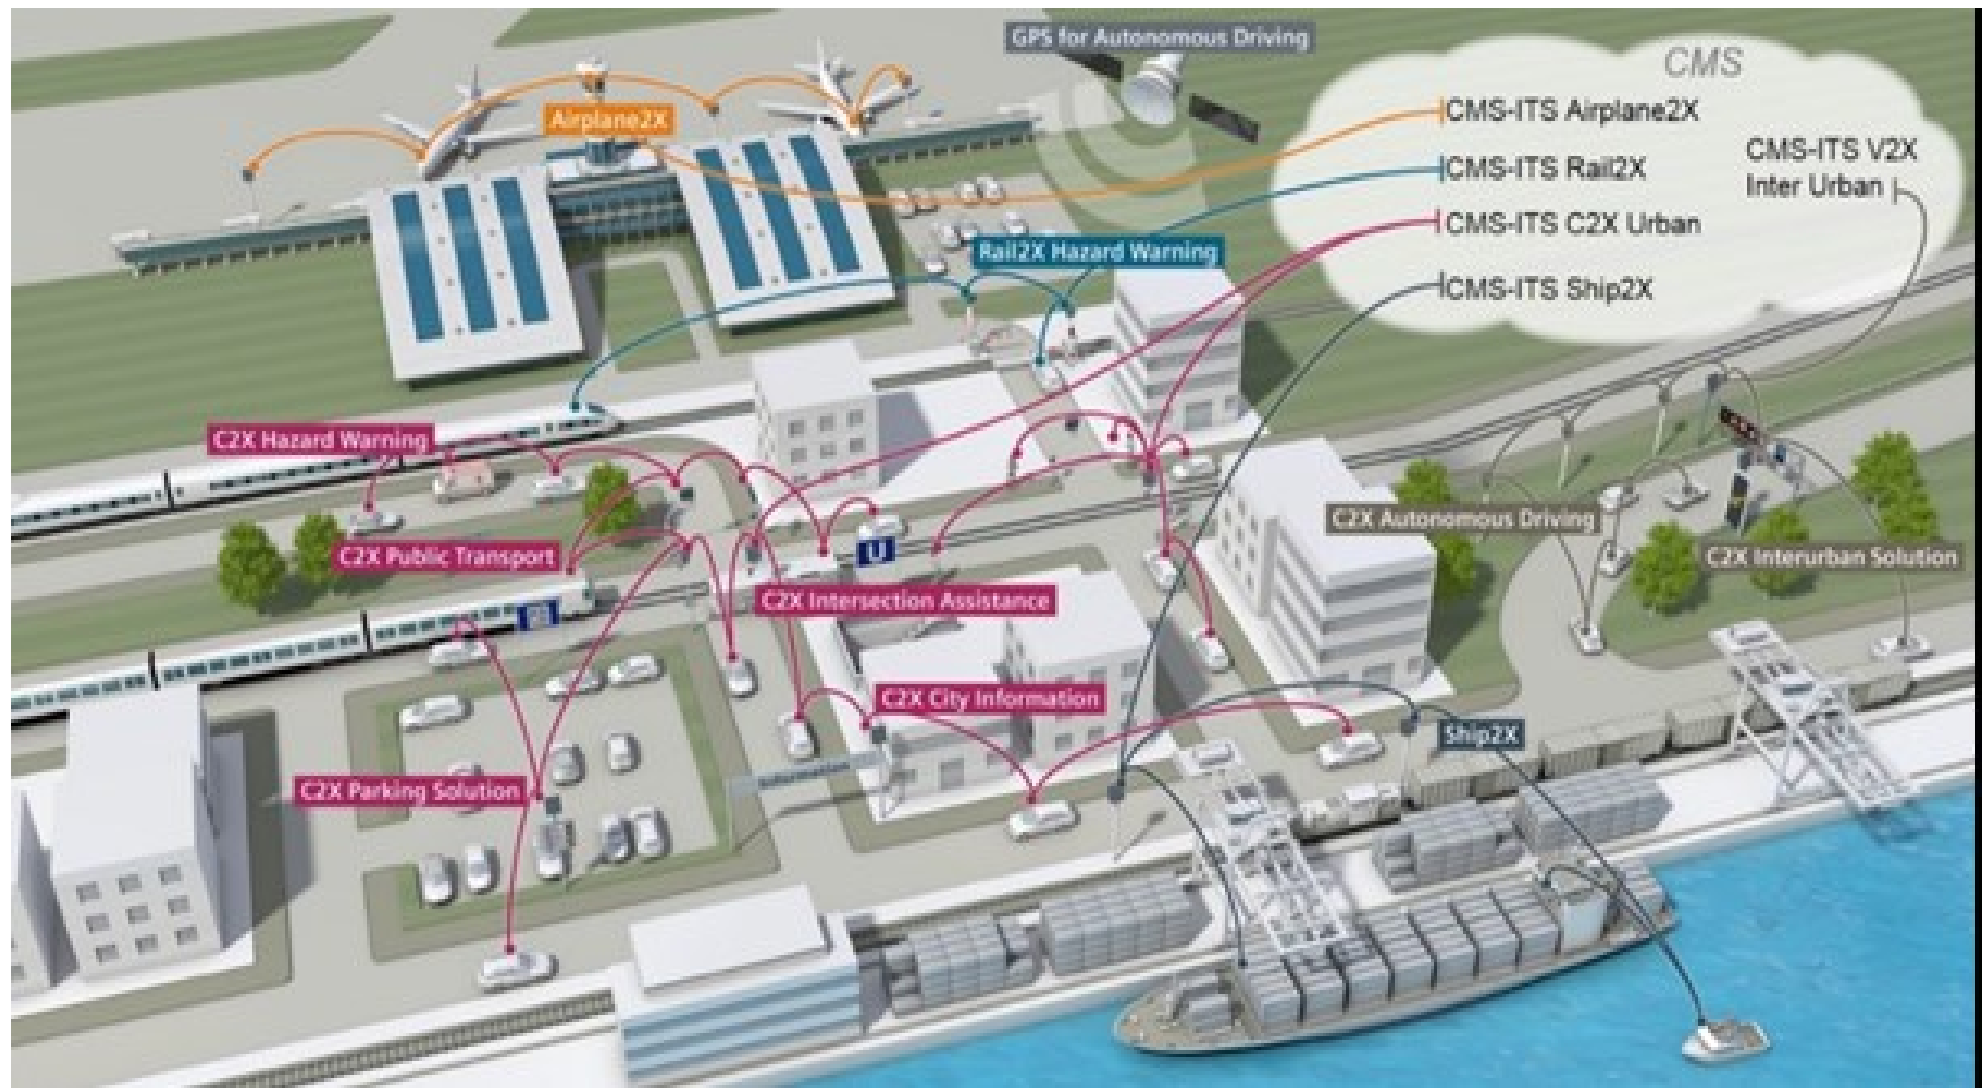 GPS for Autonomous Driving
CMS
CMS-ITS Airplane2X
CMS-ITS V2X
Inter Urban
CMS-ITS Rail2X
CMS-ITS C2X Urban
CMS-ITS Ship2X
Airplane2X
Rail2X Hazard Warning
C2X Hazard Warning
C2X Public Transport
U
C2X Autonomous Driving
C2X Interurban Solution
C2X Intersection Assistance
C2X City Information
Ship2X
Information
C2X Parking Solution